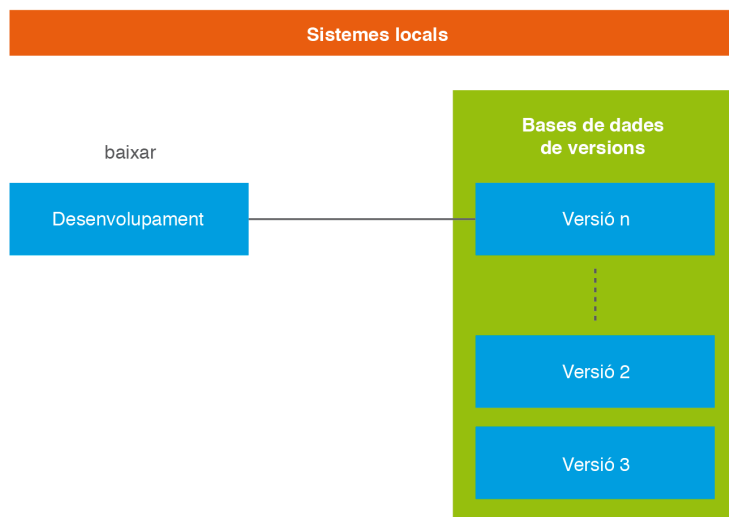 Sistemes locals
Bases de dades
de versions
baixar
Desenvolupament
Versió n
Versió 2
Versió 3